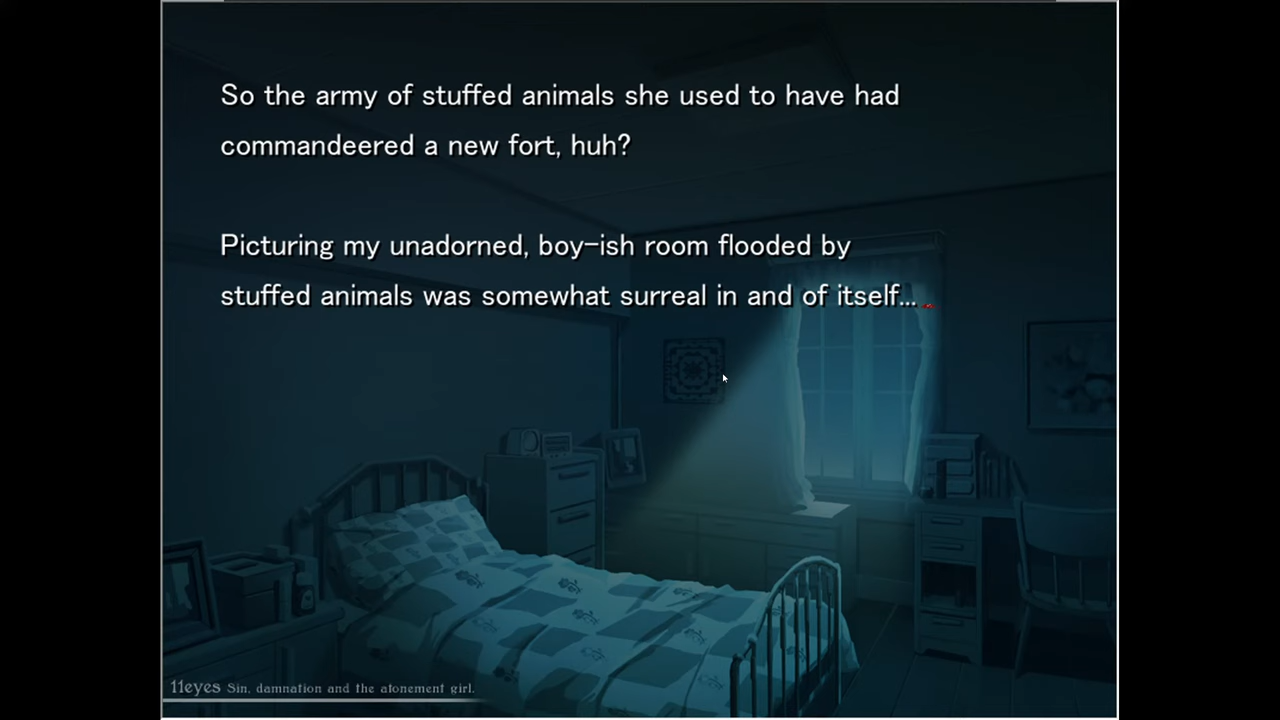 So the army of stuffed animals she used to have had
commandeered a new fort, huh?
Picturing my unadorned, boy-ish room flooded by
stuffed animals was somewhat surreal in and of itself...
11eyes Sin, damnation and the atonement girl.